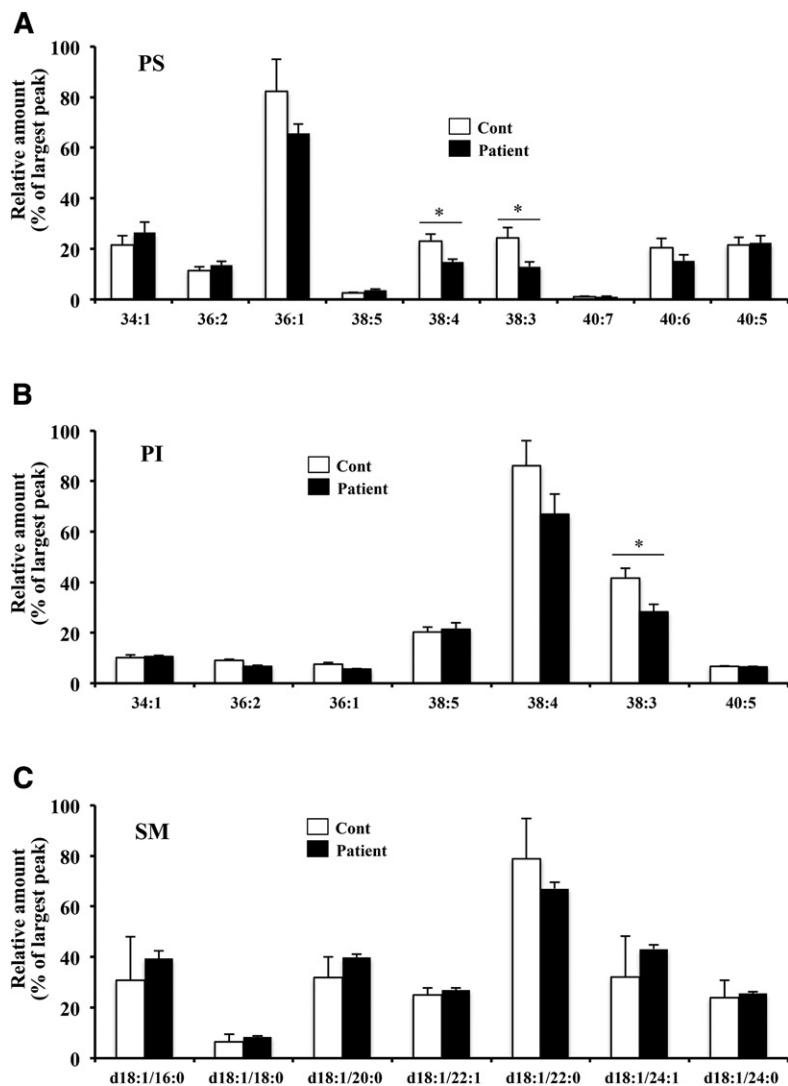 A
PS
Relative amount
(% of largest peak)
100
80
60
40
20
0
Cont
Patient
*
*
34:1 36:2 36:1 38:5 38:4 38:3 40:7 40:6 40:5
B
PI
Relative amount
(% of largest peak)
100
80
60
40
20
0
Cont
Patient
*
34:1 36:2 36:1 38:5 38:4 38:3 40:5
C
SM
Relative amount
(% of largest peak)
100
80
60
40
20
0
Cont
Patient
d18:1/16:0 d18:1/18:0 d18:1/20:0 d18:1/22:1 d18:1/22:0 d18:1/24:1 d18:1/24:0